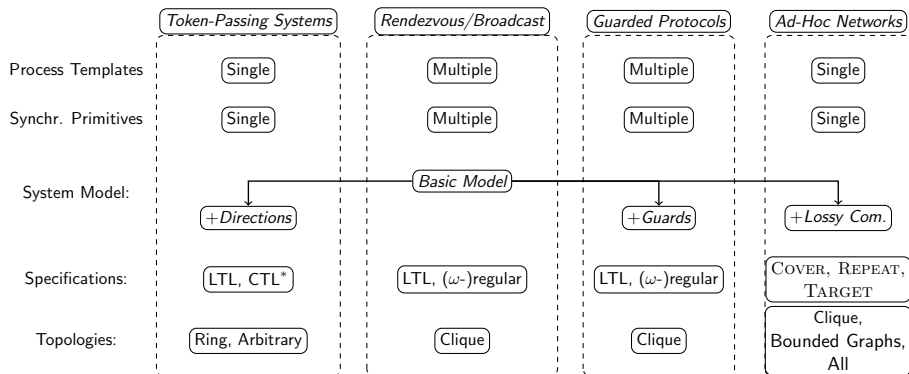 Token-Passing Systems Rendezvous/Broadcast Guarded Protocols Ad-Hoc Networks
Process Templates Single Multiple Multiple Single
Synchr. Primitives Single Multiple Multiple Single
System Model: Basic Model
+Directions +Guards +Lossy Com.
Specifications: LTL, CTL* LTL, (ω-)regular LTL, (ω-)regular COVER, REPEAT,
TARGET
Topologies: Ring, Arbitrary Clique Clique Clique,
Bounded Graphs,
All